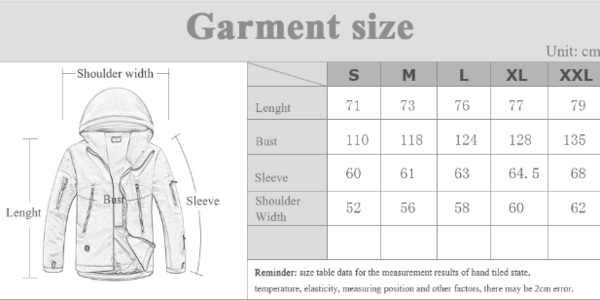 Garment size
Unit: cm
Shoulder width
Lenght
Bust
Sleeve
S M L XL XXL
Lenght 71 73 76 77 79
Bust 110 118 124 128 135
Sleeve 60 61 63 64.5 68
Shoulder
Width 52 56 58 60 62
Reminder: size table data for the measurement results of hand tiled state,
temperature, elasticity, measuring position and other factors, there may be 2cm error.